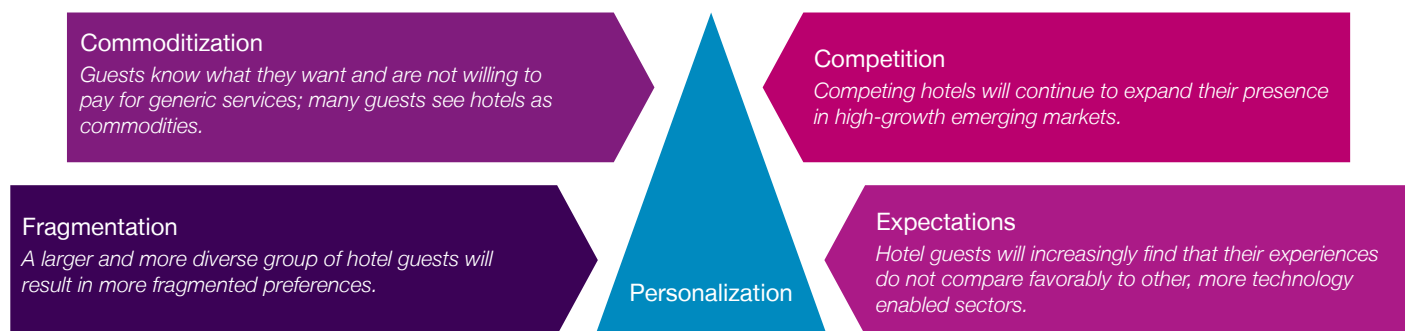 Commoditization
Guests know what they want and are not willing to
pay for generic services; many guests see hotels as
commodities.
Competition
Competing hotels will continue to expand their presence
in high-growth emerging markets.
Fragmentation
A larger and more diverse group of hotel guests will
result in more fragmented preferences.
Personalization
Expectations
Hotel guests will increasingly find that their experiences
do not compare favorably to other, more technology
enabled sectors.